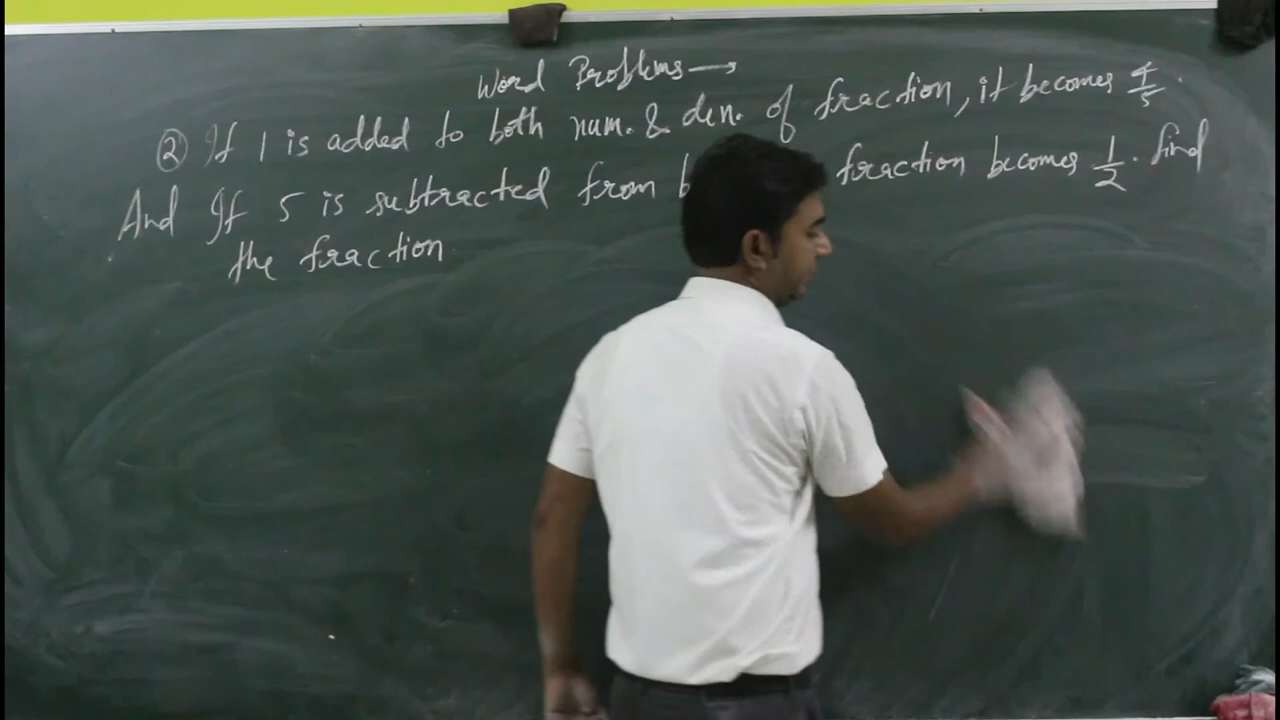 Word Problems →
② If 1 is added to both num. & den. of fraction, it becomes 4/5.
And If 5 is subtracted from fraction becomes 1/2. find
the fraction